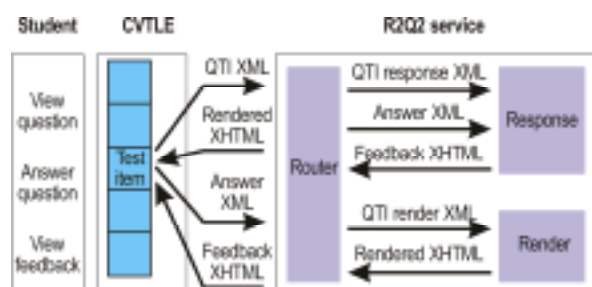 Student
CVTLE
R2Q2 service
View
question
Answer
question
View
feedback
Test
item
QTI XML
Rendered
XHTML
Answer
XML
Feedback
XHTML
Router
QTI response XML
Answer XML
Feedback XHTML
QTI render XML
Rendered XHTML
Response
Render